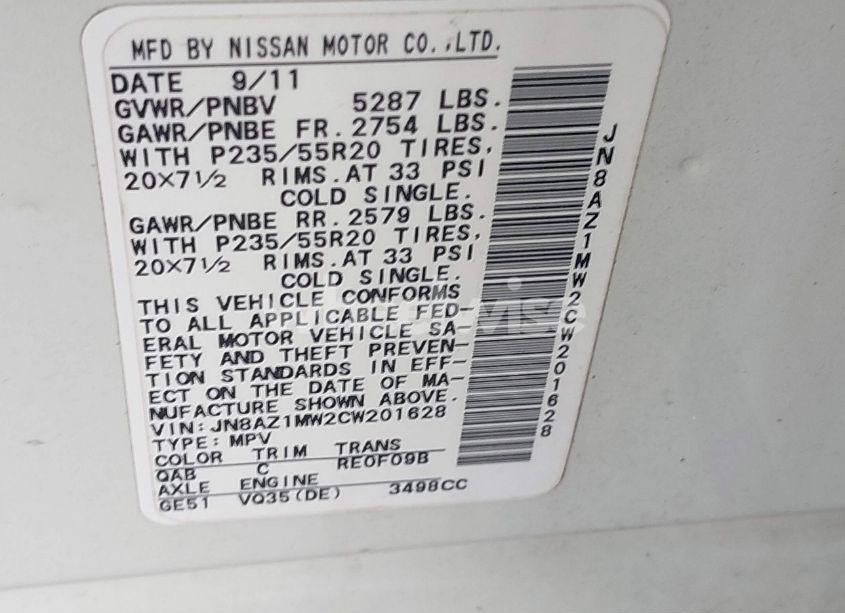 MFD BY NISSAN MOTOR CO.,LTD.
DATE 9/11
GVWR/PNBV 5287 LBS.
GAWR/PNBE FR. 2754 LBS.
WITH P235/55R20 TIRES,
20X7½ RIMS.AT 33 PSI
COLD SINGLE.
GAWR/PNBE RR. 2579 LBS.
WITH P235/55R20 TIRES,
20X7½ RIMS.AT 33 PSI
COLD SINGLE.
THIS VEHICLE CONFORMS
TO ALL APPLICABLE FED-
ERAL MOTOR VEHICLE SA-
FETY AND THEFT PREVEN-
TION STANDARDS IN EFF-
ECT ON THE DATE OF MA-
NUFACTURE SHOWN ABOVE.
VIN:JN8AZ1MW2CW201628
TYPE:MPV
COLOR TRIM TRANS
QAB C RE0F09B
AXLE ENGINE
GE51 VQ35(DE) 3498CC
JN8AZ1MW2CW201628